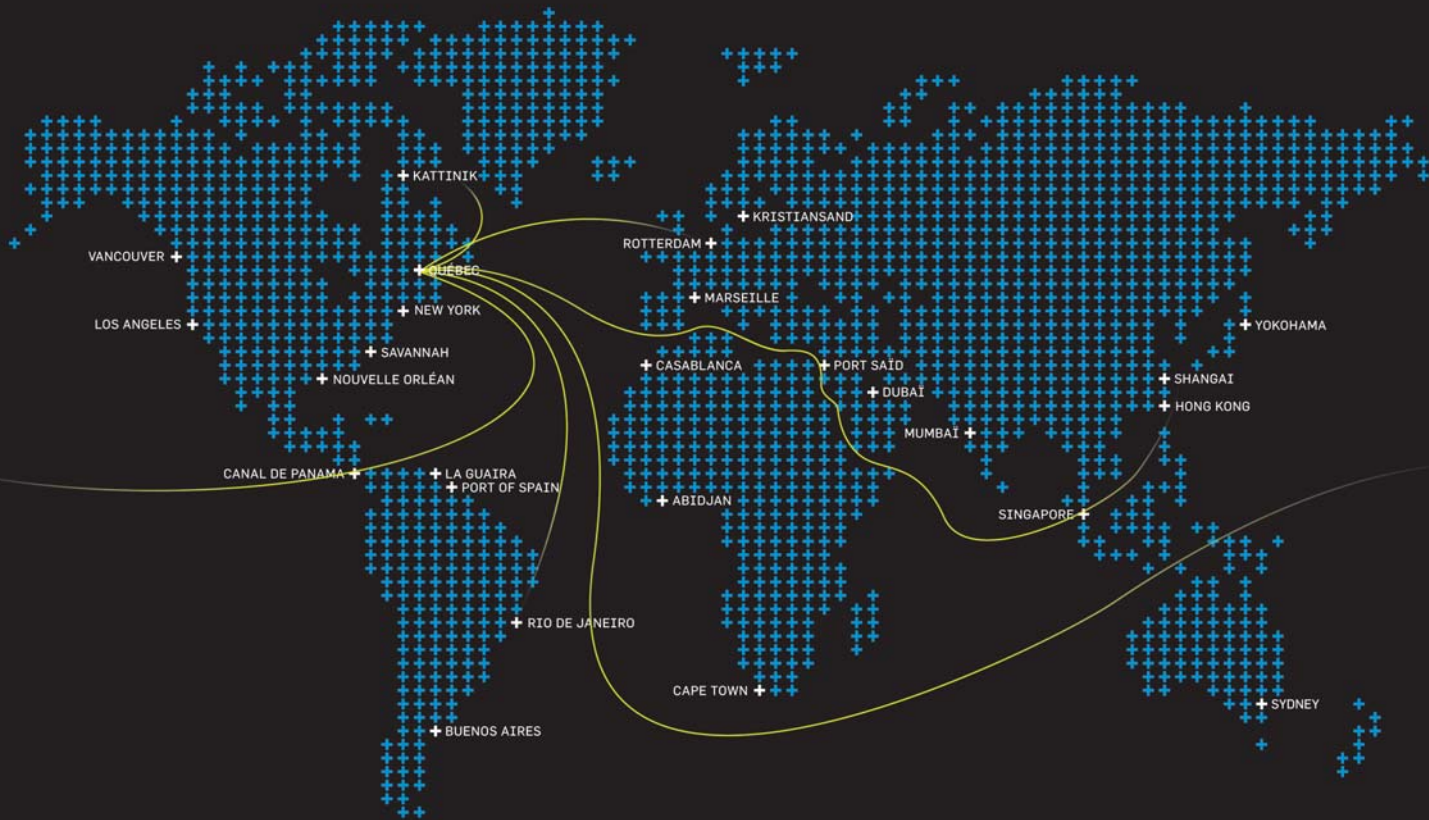 KATTINIK
KRISTIANSAND
ROTTERDAM
VANCOUVER
QUÉBEC
MARSEILLE
NEW YORK
LOS ANGELES
YOKOHAMA
SAVANNAH
CASABLANCA
PORT SAÏD
NOUVELLE ORLÉAN
SHANGAI
DUBAÏ
HONG KONG
MUMBAÏ
CANAL DE PANAMA
LA GUAIRA
PORT OF SPAIN
ABIDJAN
SINGAPORE
RIO DE JANEIRO
CAPE TOWN
SYDNEY
BUENOS AIRES